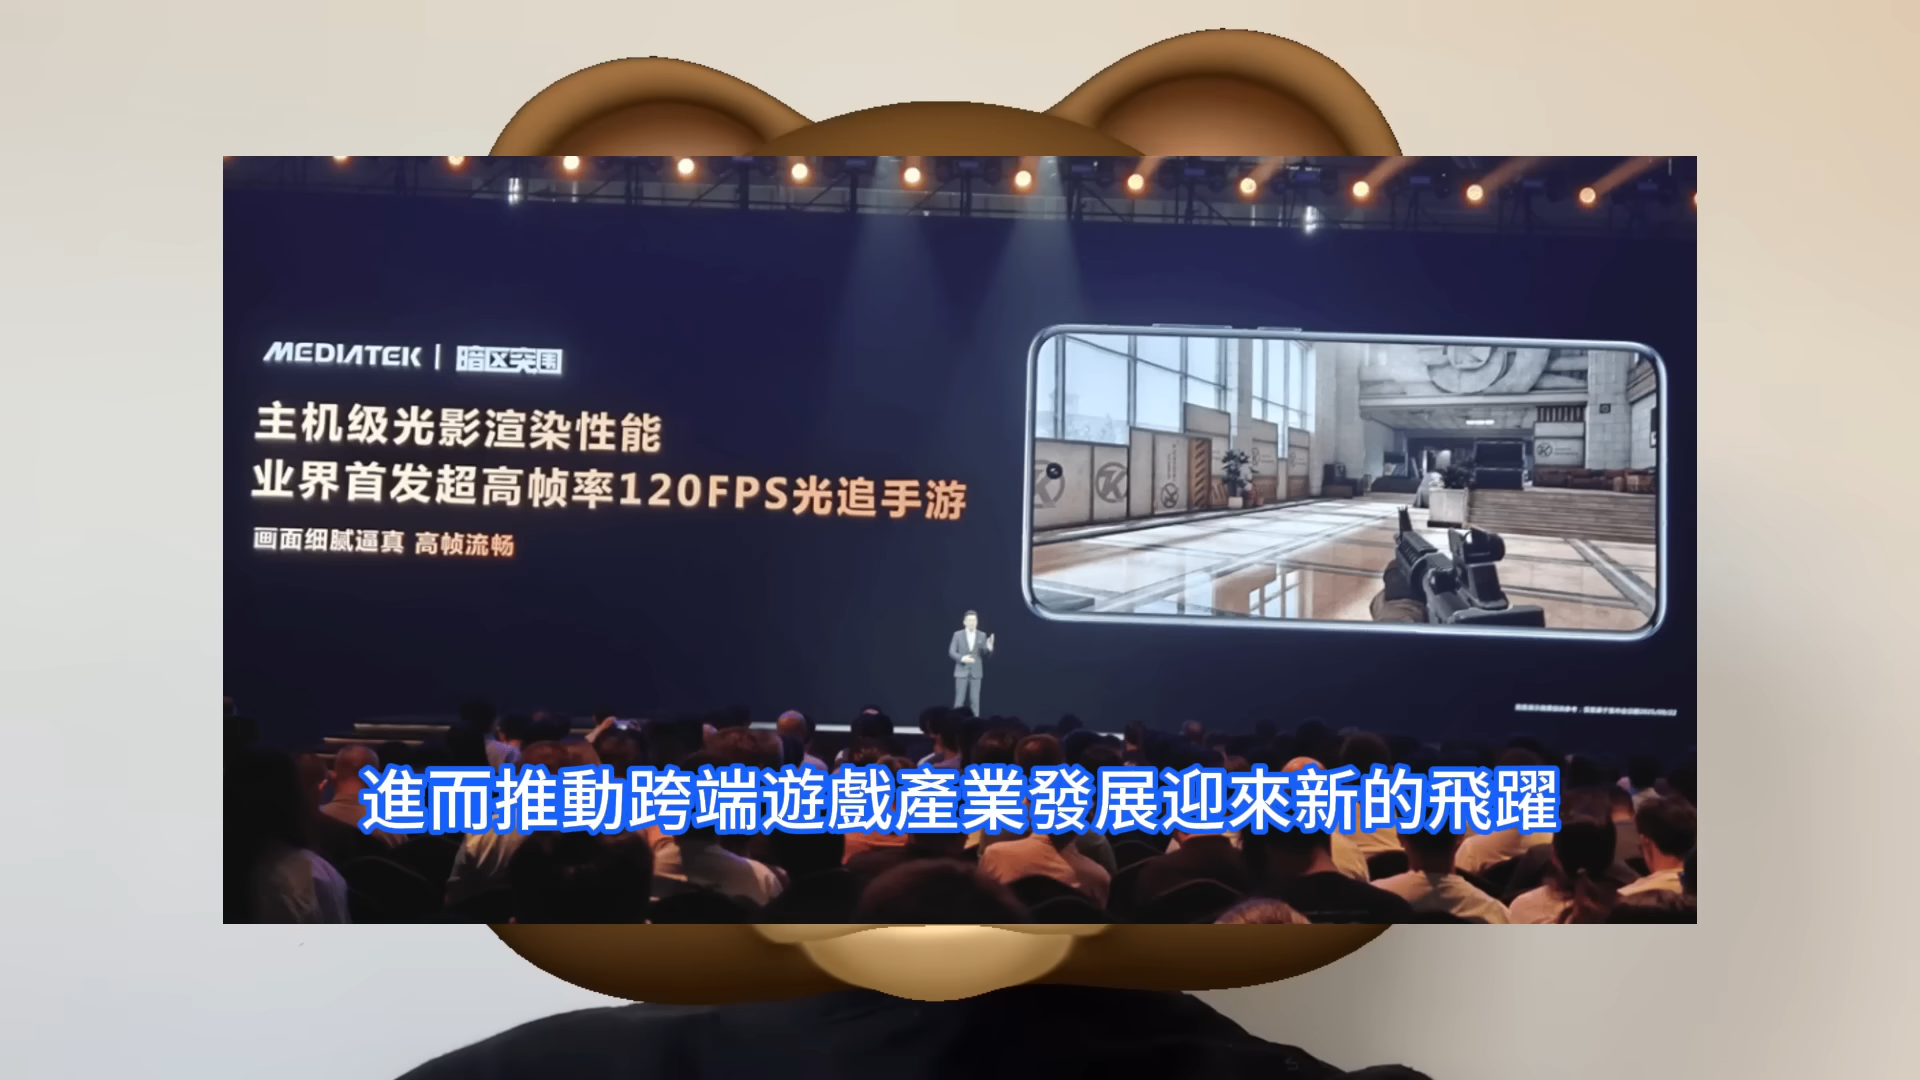 MEDIATEK | 暗区突围
主机级光影渲染性能
业界首发超高帧率120FPS光追手游
画面细腻逼真 高帧流畅
進而推動跨端遊戲產業發展迎來新的飛躍